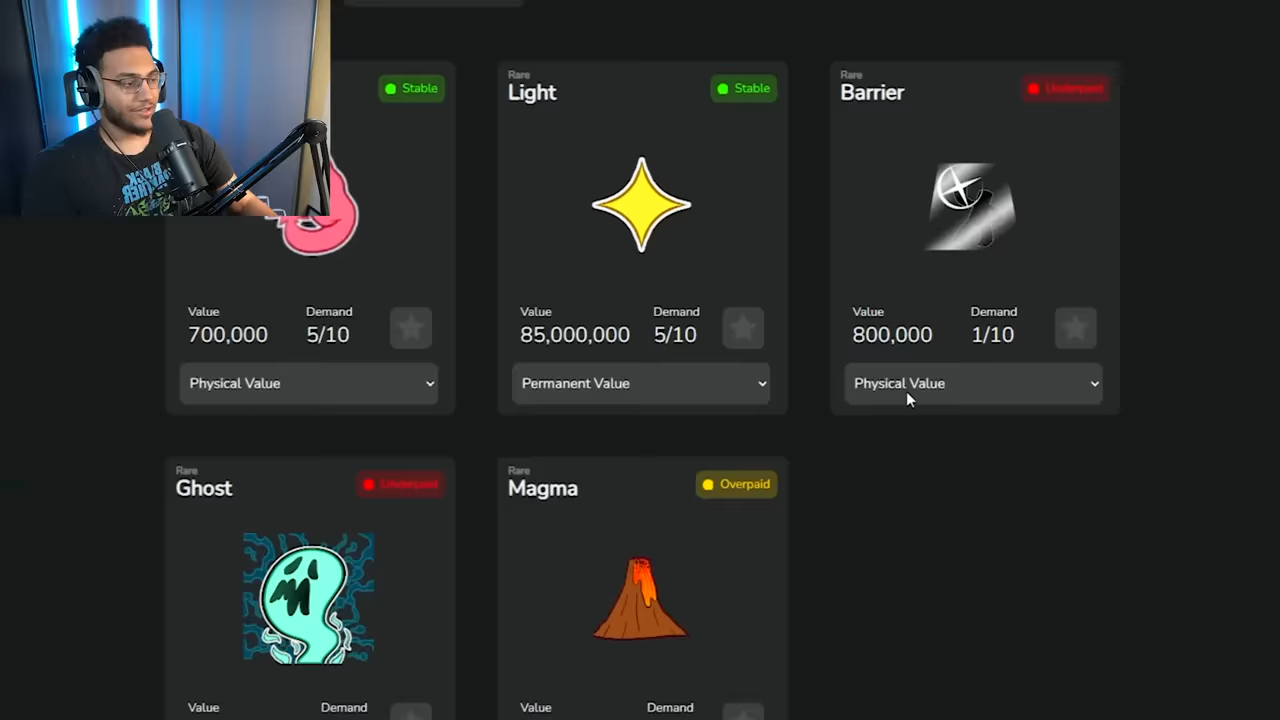 Stable
Rare
Light
Stable
Rare
Barrier
Underpaid
Value
Demand
700,000
5/10
Value
Demand
85,000,000
5/10
Value
Demand
800,000
1/10
Physical Value
Permanent Value
Physical Value
Rare
Ghost
Underpaid
Rare
Magma
Overpaid
Value
Demand
Value
Demand